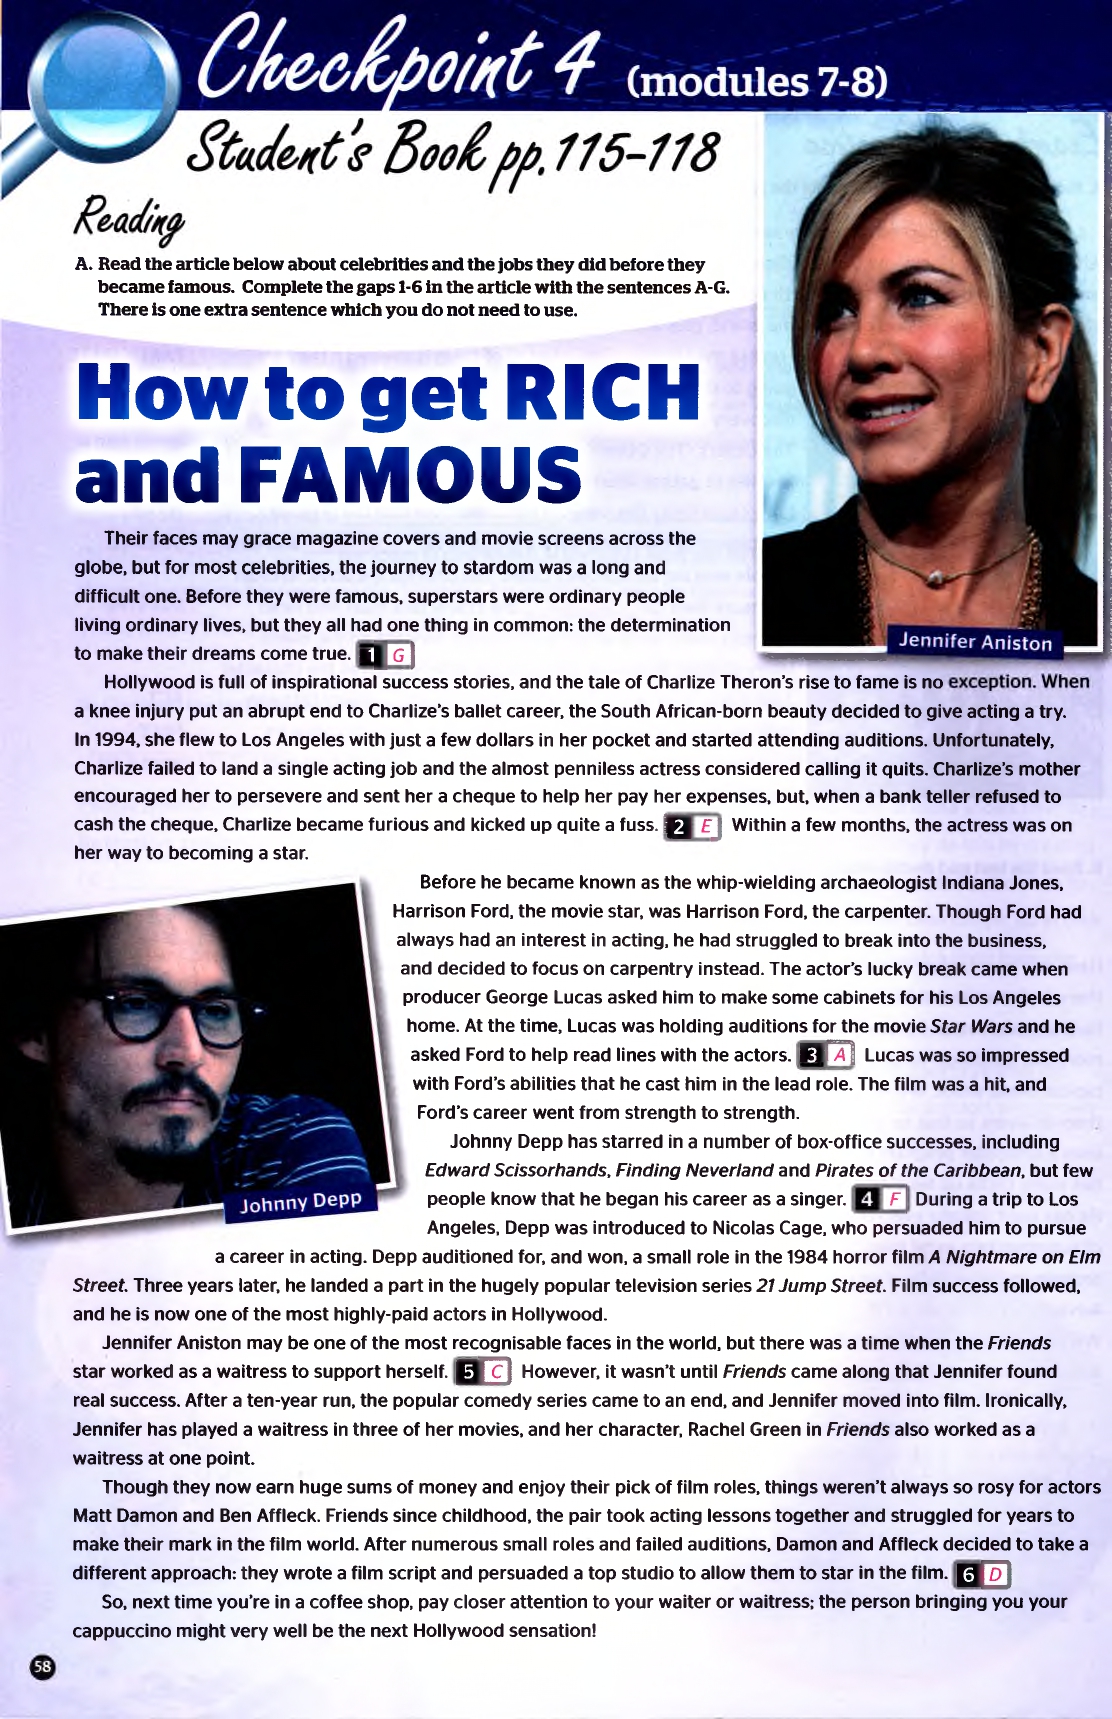 Checkpoint 4 (modules 7-8)
Student's Book pp. 115-118
Reading
A. Read the article below about celebrities and the jobs they did before they
became famous. Complete the gaps 1-6 in the article with the sentences A-G.
There is one extra sentence which you do not need to use.
How to get RICH
and FAMOUS
Jennifer Aniston
Their faces may grace magazine covers and movie screens across the
globe, but for most celebrities, the journey to stardom was a long and
difficult one. Before they were famous, superstars were ordinary people
living ordinary lives, but they all had one thing in common: the determination
to make their dreams come true. 1 G
Hollywood is full of inspirational success stories, and the tale of Charlize Theron's rise to fame is no exception. When
a knee injury put an abrupt end to Charlize's ballet career, the South African-born beauty decided to give acting a try.
In 1994, she flew to Los Angeles with just a few dollars in her pocket and started attending auditions. Unfortunately,
Charlize failed to land a single acting job and the almost penniless actress considered calling it quits. Charlize's mother
encouraged her to persevere and sent her a cheque to help her pay her expenses, but, when a bank teller refused to
cash the cheque, Charlize became furious and kicked up quite a fuss. 2 E Within a few months, the actress was on
her way to becoming a star.
Before he became known as the whip-wielding archaeologist Indiana Jones,
Harrison Ford, the movie star, was Harrison Ford, the carpenter. Though Ford had
always had an interest in acting, he had struggled to break into the business,
and decided to focus on carpentry instead. The actor's lucky break came when
producer George Lucas asked him to make some cabinets for his Los Angeles
home. At the time, Lucas was holding auditions for the movie Star Wars and he
asked Ford to help read lines with the actors. 3 A Lucas was so impressed
with Ford's abilities that he cast him in the lead role. The film was a hit, and
Ford's career went from strength to strength.
Johnny Depp
Johnny Depp has starred in a number of box-office successes, including
Edward Scissorhands, Finding Neverland and Pirates of the Caribbean, but few
people know that he began his career as a singer. 4 F During a trip to Los
Angeles, Depp was introduced to Nicolas Cage, who persuaded him to pursue
a career in acting. Depp auditioned for, and won, a small role in the 1984 horror film A Nightmare on Elm
Street. Three years later, he landed a part in the hugely popular television series 21 Jump Street. Film success followed,
and he is now one of the most highly-paid actors in Hollywood.
Jennifer Aniston may be one of the most recognisable faces in the world, but there was a time when the Friends
star worked as a waitress to support herself. 5 C However, it wasn't until Friends came along that Jennifer found
real success. After a ten-year run, the popular comedy series came to an end, and Jennifer moved into film. Ironically,
Jennifer has played a waitress in three of her movies, and her character, Rachel Green in Friends also worked as a
waitress at one point.
Though they now earn huge sums of money and enjoy their pick of film roles, things weren't always so rosy for actors
Matt Damon and Ben Affleck. Friends since childhood, the pair took acting lessons together and struggled for years to
make their mark in the film world. After numerous small roles and failed auditions, Damon and Affleck decided to take a
different approach: they wrote a film script and persuaded a top studio to allow them to star in the film. 6 D
So, next time you're in a coffee shop, pay closer attention to your waiter or waitress; the person bringing you your
cappuccino might very well be the next Hollywood sensation!
58